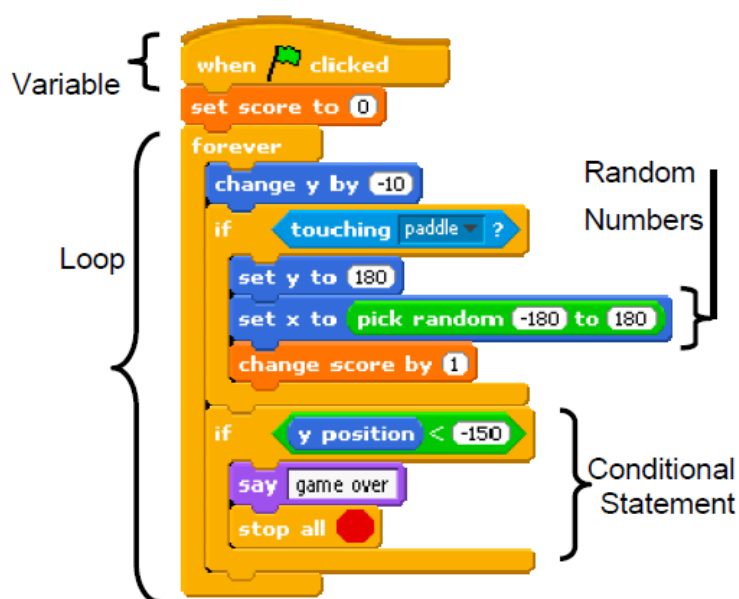 when clicked
Variable
set score to 0
forever
change y by -10
Random
Numbers
if touching paddle ?
Loop
set y to 180
set x to pick random -180 to 180
change score by 1
if y position < -150
say game over
Conditional
Statement
stop all